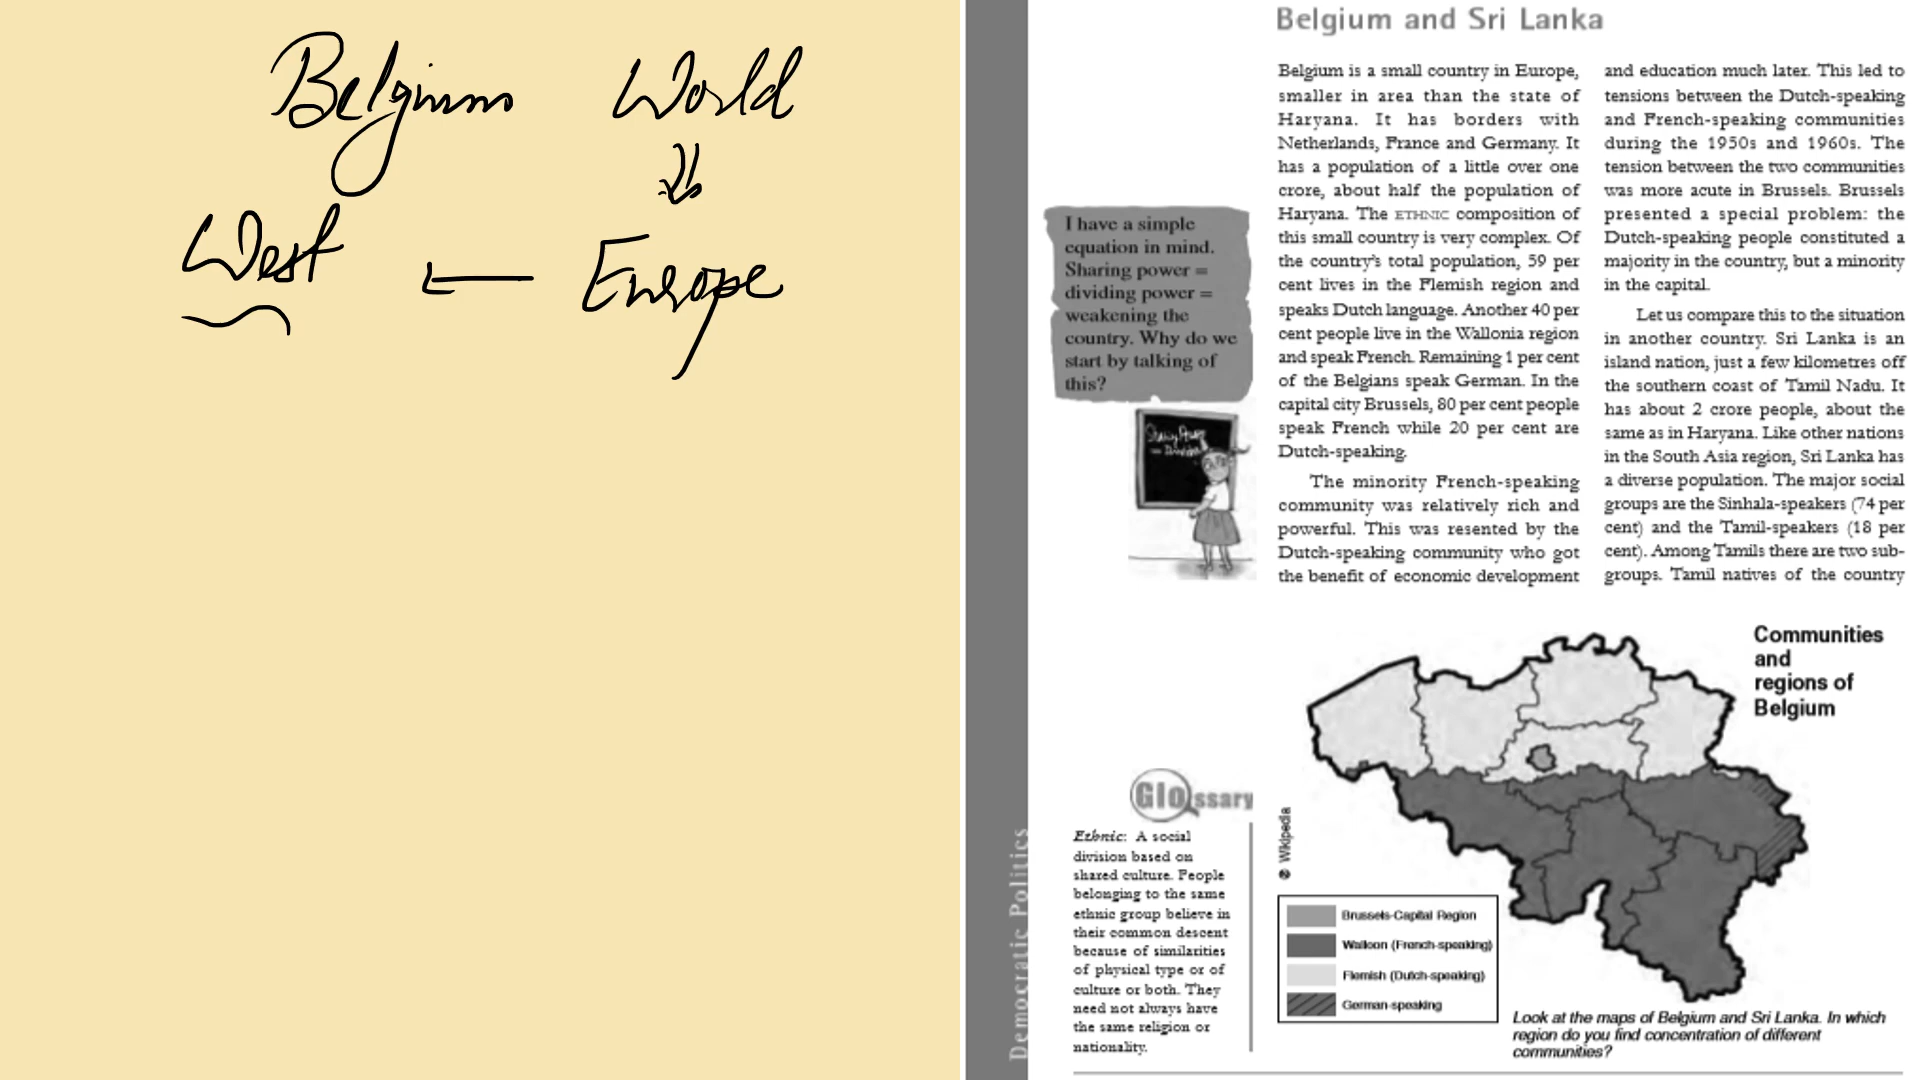 Belgium World
West
Europe
Belgium and Sri Lanka
Belgium is a small country in Europe,
smaller in area than the state of
Haryana. It has borders with
Netherlands, France and Germany. It
has a population of a little over one
crore, about half the population of
Haryana. The ETHNIC composition of
this small country is very complex. Of
the country's total population, 59 per
cent lives in the Flemish region and
speaks Dutch language. Another 40 per
cent people live in the Wallonia region
and speak French. Remaining 1 per cent
of the Belgians speak German. In the
capital city Brussels, 80 per cent people
speak French while 20 per cent are
Dutch-speaking.
The minority French-speaking
community was relatively rich and
powerful. This was resented by the
Dutch-speaking community who got
the benefit of economic development
and education much later. This led to
tensions between the Dutch-speaking
and French-speaking communities
during the 1950s and 1960s. The
tension between the two communities
was more acute in Brussels. Brussels
presented a special problem: the
Dutch-speaking people constituted a
majority in the country, but a minority
in the capital.
Let us compare this to the situation
in another country. Sri Lanka is an
island nation, just a few kilometres off
the southern coast of Tamil Nadu. It
has about 2 crore people, about the
same as in Haryana. Like other nations
in the South Asia region, Sri Lanka has
a diverse population. The major social
groups are the Sinhala-speakers (74 per
cent) and the Tamil-speakers (18 per
cent). Among Tamils there are two sub-
groups. Tamil natives of the country
I have a simple
equation in mind.
Sharing power =
dividing power =
weakening the
country. Why do we
start by talking of
this?
Glossary
Ethnic: A social
division based on
shared culture. People
belonging to the same
ethnic group believe in
their common descent
because of similarities
of physical type or of
culture or both. They
need not always have
the same religion or
nationality.
Democratic Politics
Communities
and
regions of
Belgium
© Wikipedia
Brussels-Capital Region
Walloon (French-speaking)
Flemish (Dutch-speaking)
German-speaking
Look at the maps of Belgium and Sri Lanka. In which
region do you find concentration of different
communities?